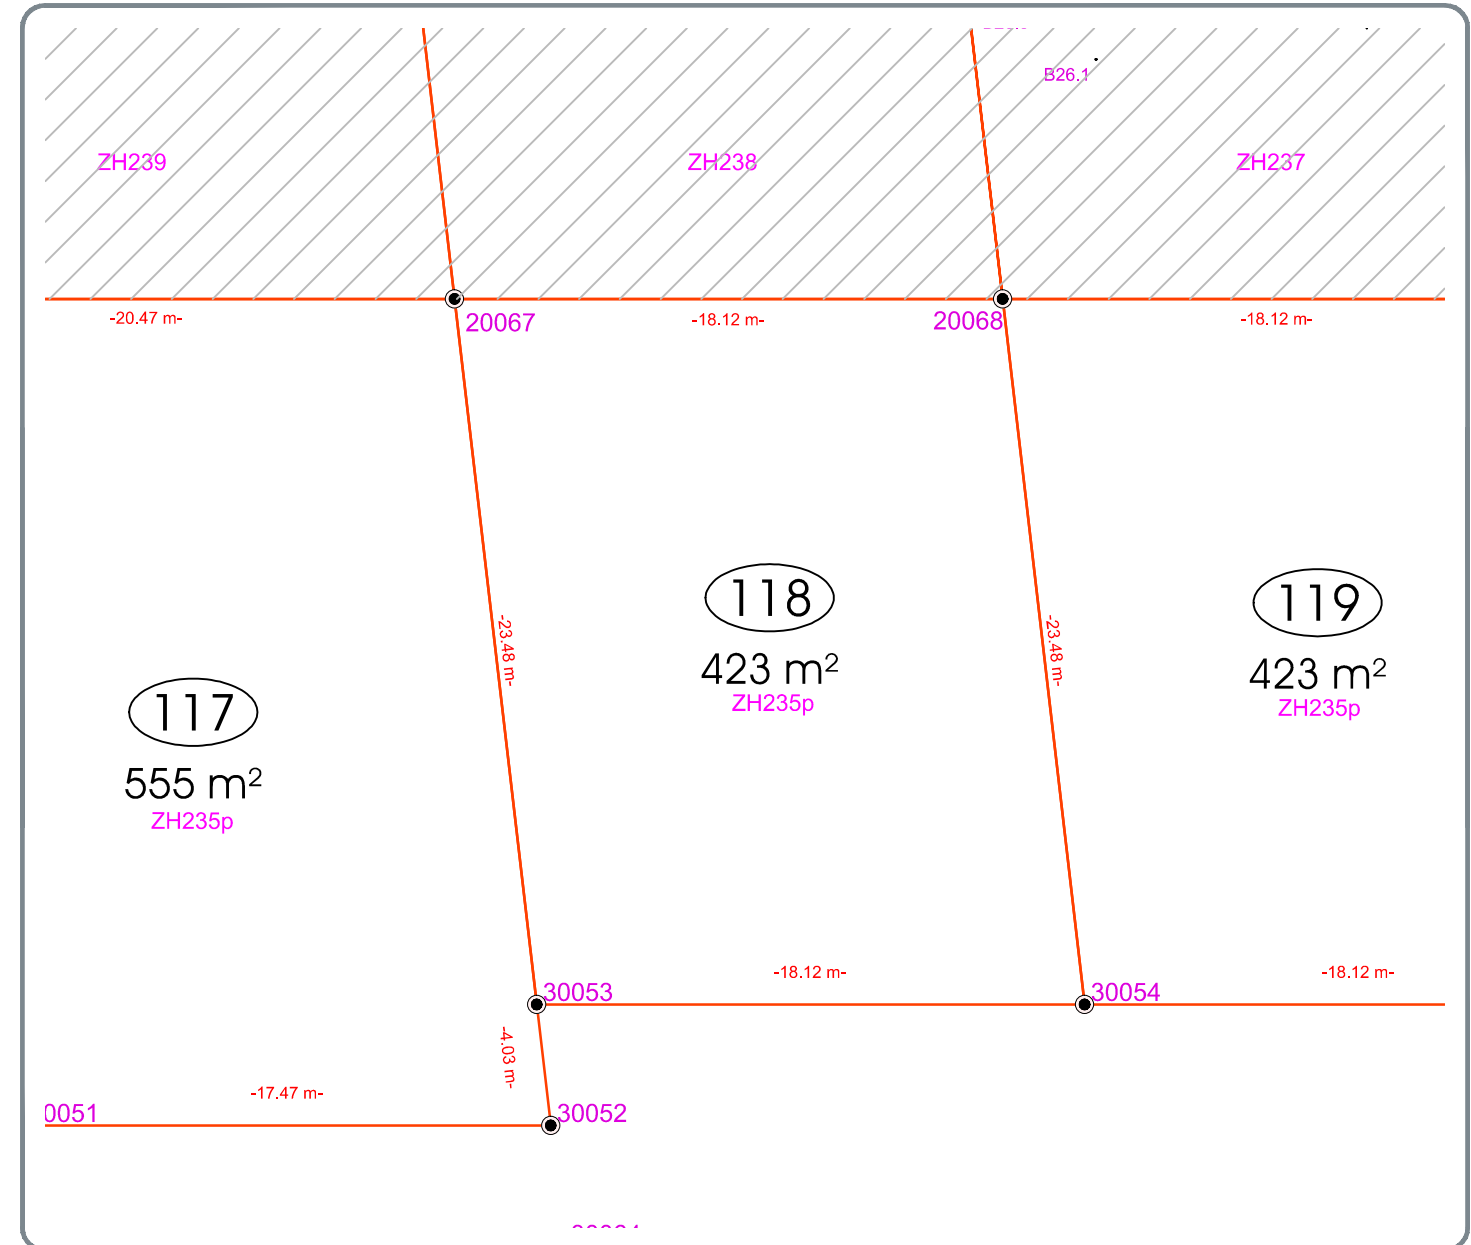 B26.1
ZH239
ZH238
ZH237
-20.47 m-
20067
-18.12 m-
20068
-18.12 m-
118
423 m²
ZH235p
119
423 m²
ZH235p
-23.48 m-
-23.48 m-
117
555 m²
ZH235p
-18.12 m-
-18.12 m-
30053
30054
-4.03 m-
-17.47 m-
0051
30052